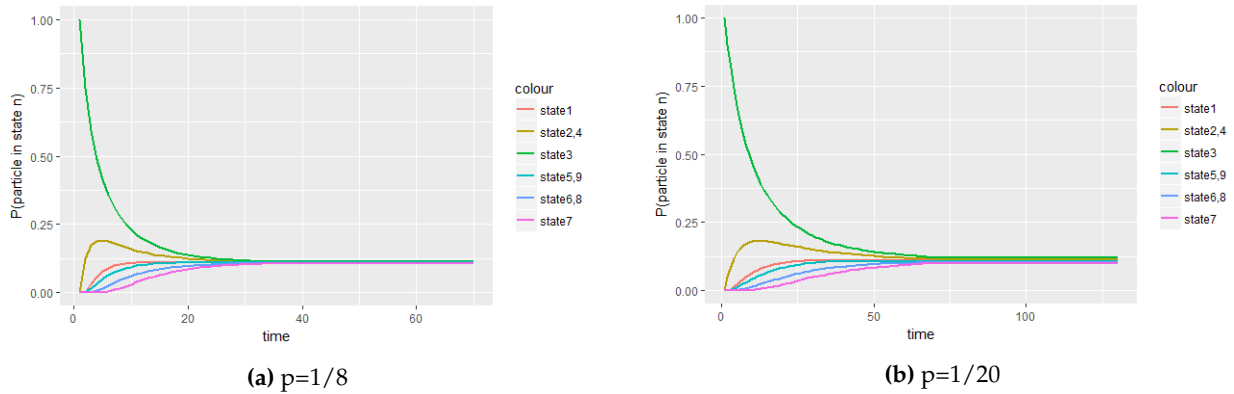 1.00
0.75
0.50
0.25
0.00
P(particle in state n)
0
20
40
60
time
colour
state1
state2,4
state3
state5,9
state6,8
state7
(a) p=1/8
1.00
0.75
0.50
0.25
0.00
P(particle in state n)
0
50
100
time
colour
state1
state2,4
state3
state5,9
state6,8
state7
(b) p=1/20